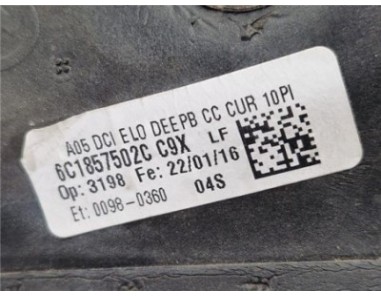 A05 DCI ELO DEEPB CC CUR 10PI
6C1857502C C9X LF
Op: 3198 Fe: 22/01/16
Et: 0098-0360 04S